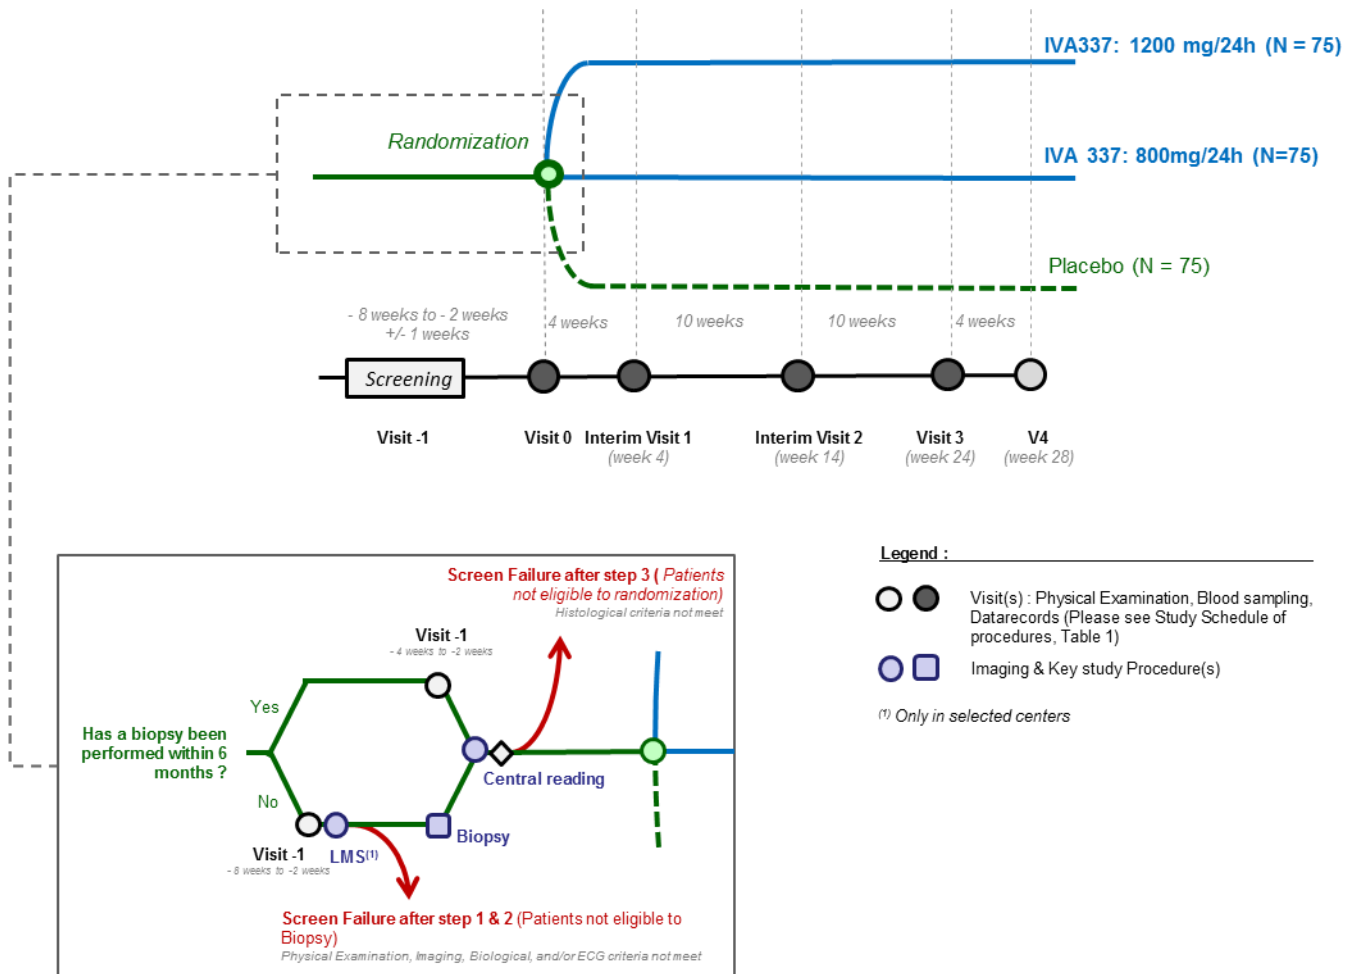 IVA337: 1200 mg/24h (N = 75)
Randomization
IVA 337: 800mg/24h (N=75)
Placebo (N = 75)
- 8 weeks to - 2 weeks
+/- 1 weeks
4 weeks
10 weeks
10 weeks
4 weeks
Screening
Visit -1
Visit 0
Interim Visit 1
(week 4)
Interim Visit 2
(week 14)
Visit 3
(week 24)
V4
(week 28)
Legend :
Visit(s) : Physical Examination, Blood sampling,
Datarecords (Please see Study Schedule of
procedures, Table 1)
Imaging & Key study Procedure(s)
(1) Only in selected centers
Screen Failure after step 3 ( Patients
not eligible to randomization)
Histological criteria not meet
Visit -1
- 4 weeks to -2 weeks
Yes
Has a biopsy been
performed within 6
months ?
No
Central reading
Biopsy
Visit -1
- 8 weeks to -2 weeks
LMS(1)
Screen Failure after step 1 & 2 (Patients not eligible to
Biopsy)
Physical Examination, Imaging, Biological, and/or ECG criteria not meet